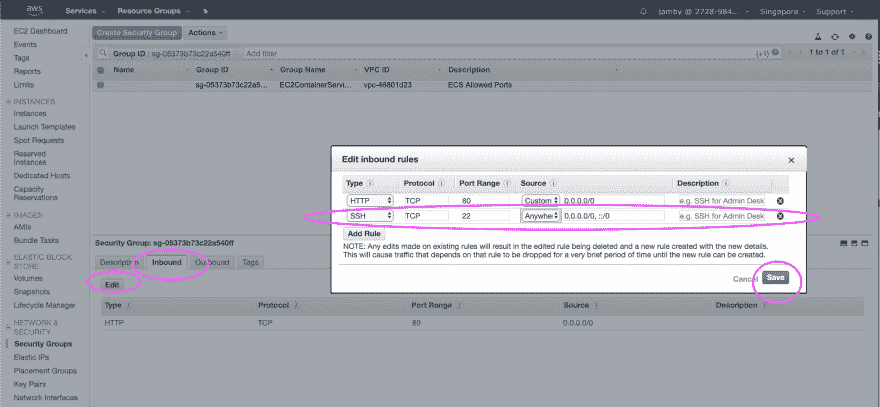 aws Services Resource Groups tamby @ 2728-984... Singapore Support
EC2 Dashboard
Events
Tags
Reports
Limits
INSTANCES
Instances
Launch Templates
Spot Requests
Reserved
Instances
Dedicated Hosts
Capacity
Reservations
IMAGES
AMIs
Bundle Tasks
ELASTIC BLOCK
STORE
Volumes
Snapshots
Lifecycle Manager
NETWORK &
SECURITY
Security Groups
Elastic IPs
Placement Groups
Key Pairs
Network Interfaces
Create Security Group Actions
Group ID : sg-05373b73c22a540ff Add filter 1 to 1 of 1
Name Group ID Group Name VPC ID Description
sg-05373b73c22a5... EC2ContainerServi... vpc-46801d23 ECS Allowed Ports
Edit inbound rules
Type Protocol Port Range Source Description
HTTP TCP 80 Custom 0.0.0.0/0 e.g. SSH for Admin Desk
SSH TCP 22 Anywhe 0.0.0.0/0, ::/0 e.g. SSH for Admin Desk
Add Rule
NOTE: Any edits made on existing rules will result in the edited rule being deleted and a new rule created with the new details.
This will cause traffic that depends on that rule to be dropped for a very brief period of time until the new rule can be created.
Cancel Save
Security Group: sg-05373b73c22a540ff
Description Inbound Outbound Tags
Edit
Type Protocol Port Range Source Description
HTTP TCP 80 0.0.0.0/0